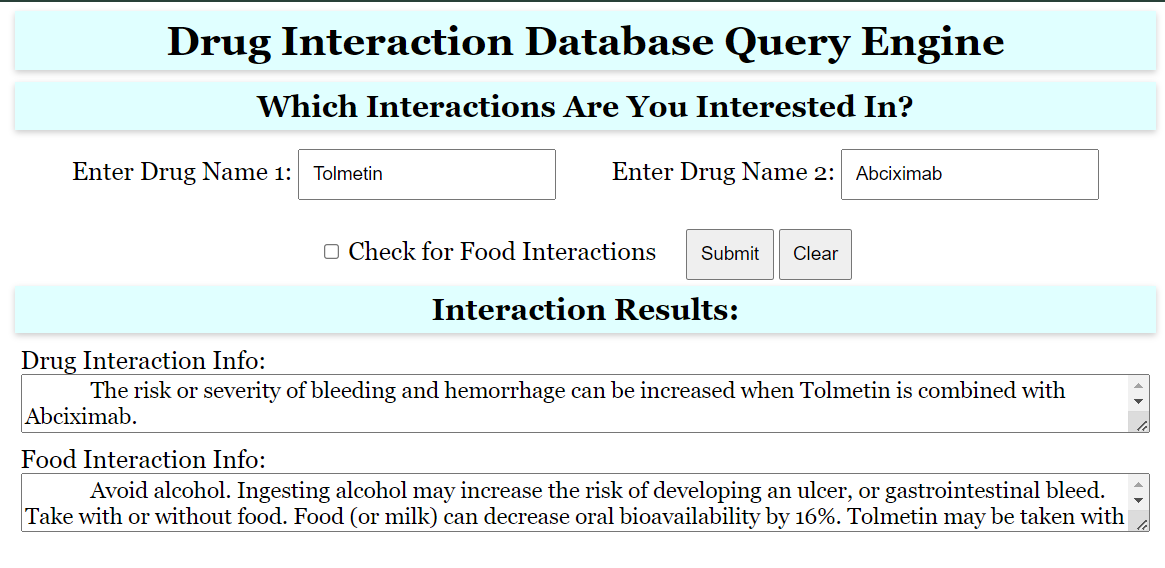 Drug Interaction Database Query Engine
Which Interactions Are You Interested In?
Enter Drug Name 1: Tolmetin Enter Drug Name 2: Abciximab
Check for Food Interactions Submit Clear
Interaction Results:
Drug Interaction Info:
The risk or severity of bleeding and hemorrhage can be increased when Tolmetin is combined with
Abciximab.
Food Interaction Info:
Avoid alcohol. Ingesting alcohol may increase the risk of developing an ulcer, or gastrointestinal bleed.
Take with or without food. Food (or milk) can decrease oral bioavailability by 16%. Tolmetin may be taken with